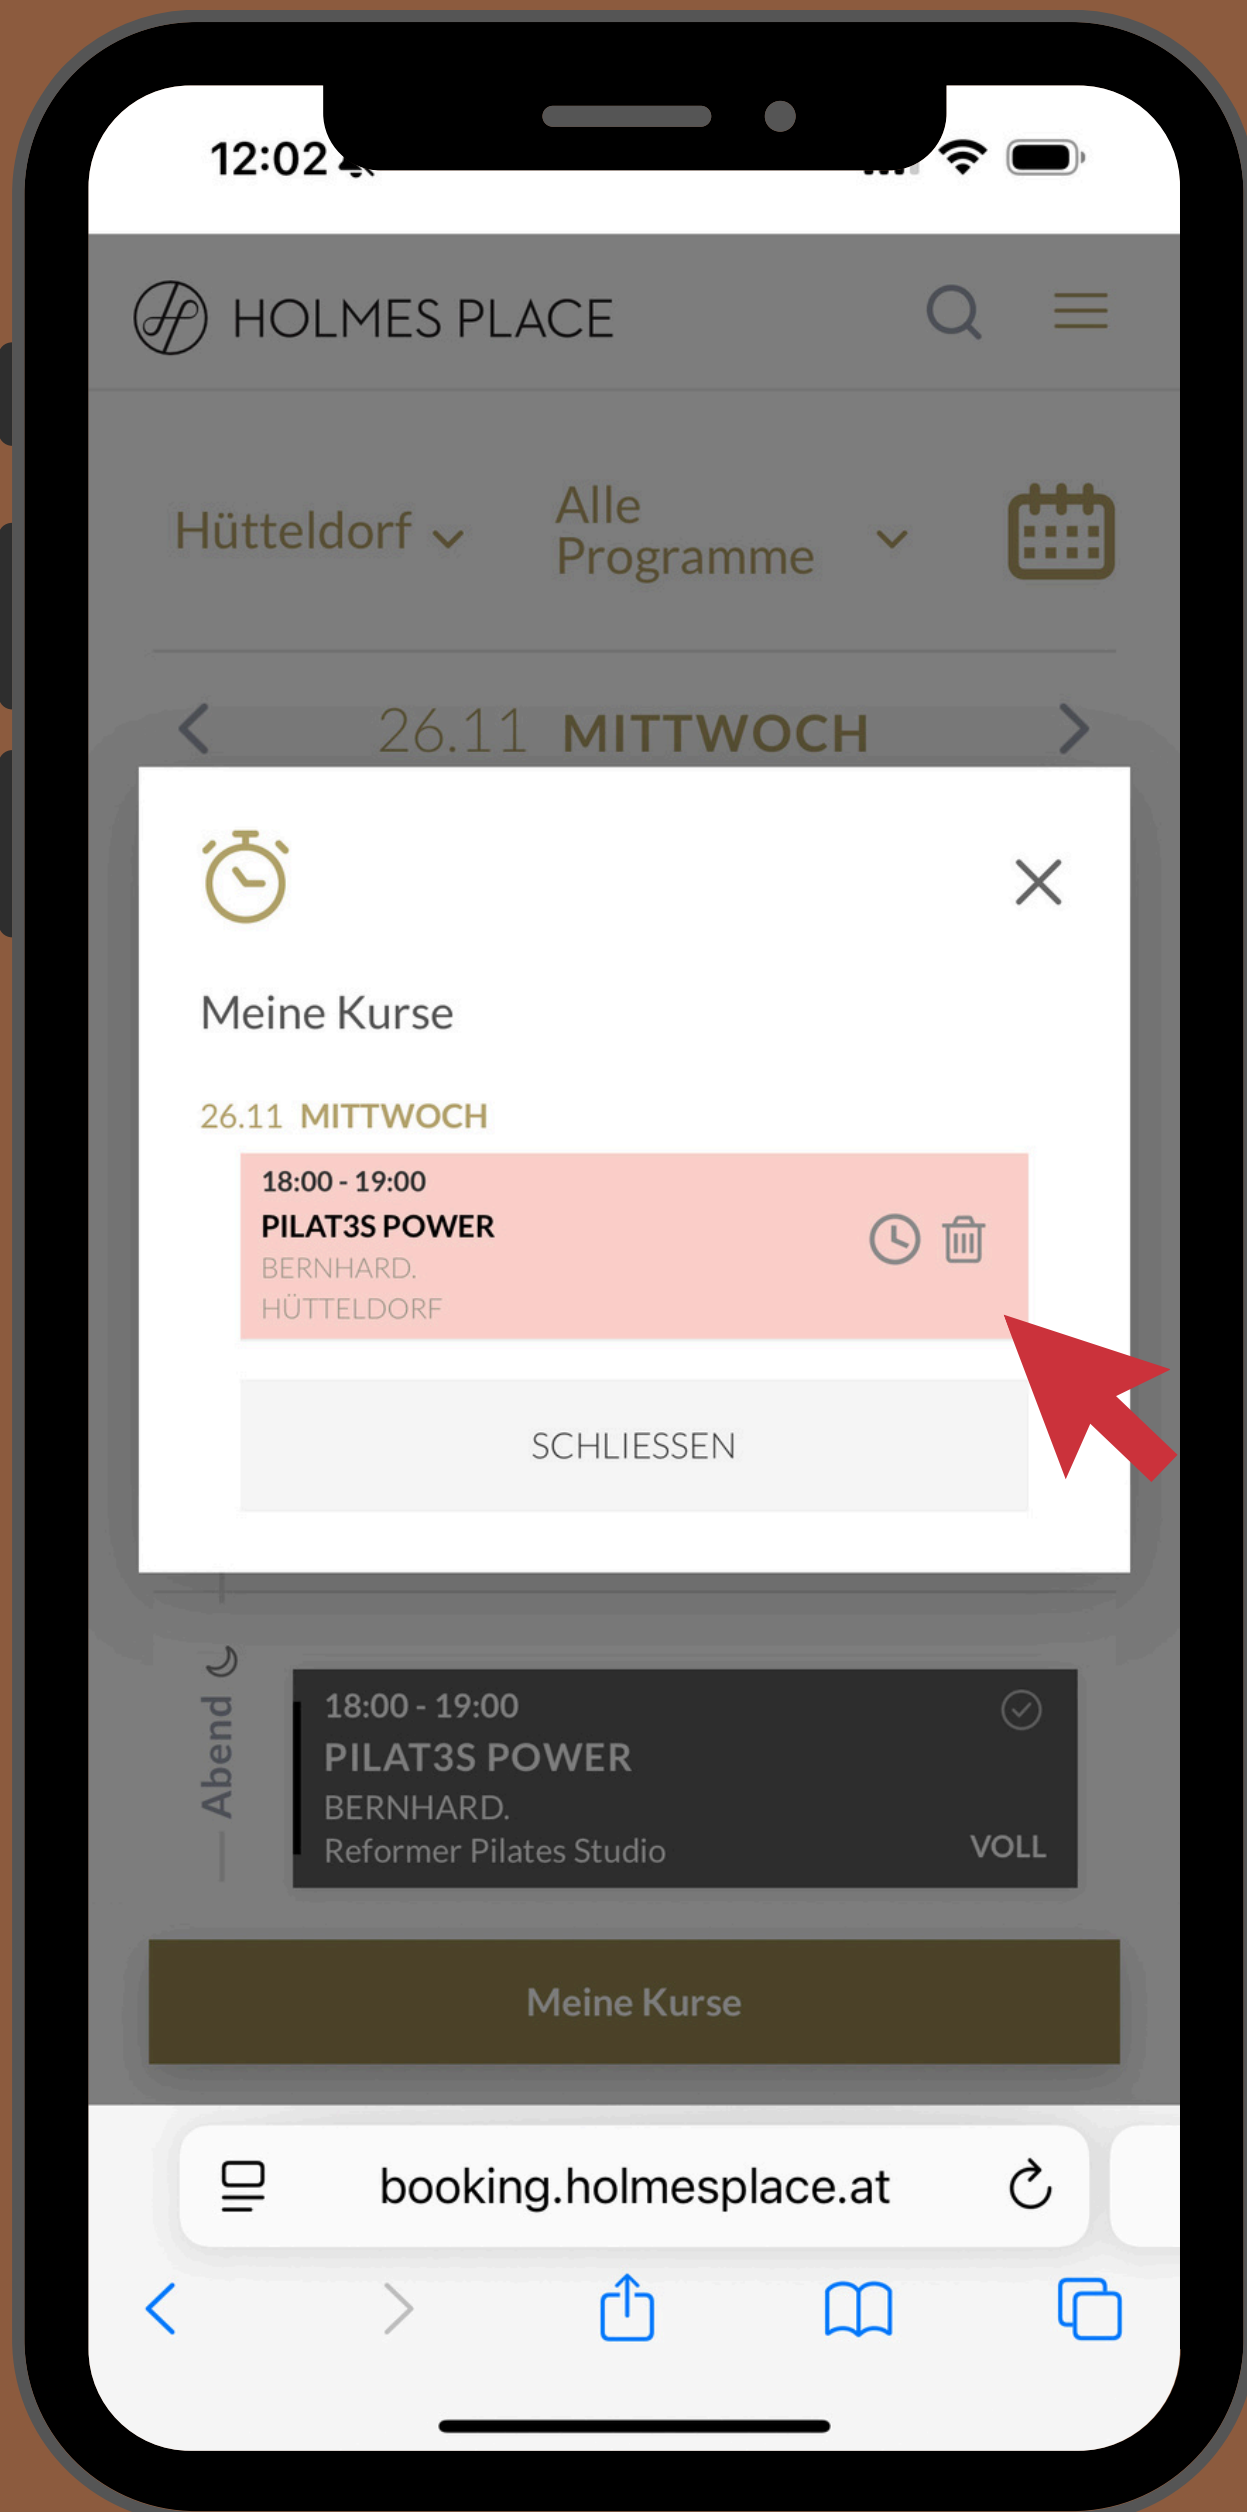 12:02
HOLMES PLACE
Hütteldorf
Alle
Programme
26.11 MITTWOCH
Meine Kurse
26.11 MITTWOCH
18:00 - 19:00
PILAT3S POWER
BERNHARD.
HÜTTELDORF
SCHLIESSEN
Abend
18:00 - 19:00
PILAT3S POWER
BERNHARD.
Reformer Pilates Studio
VOLL
Meine Kurse
booking.holmesplace.at